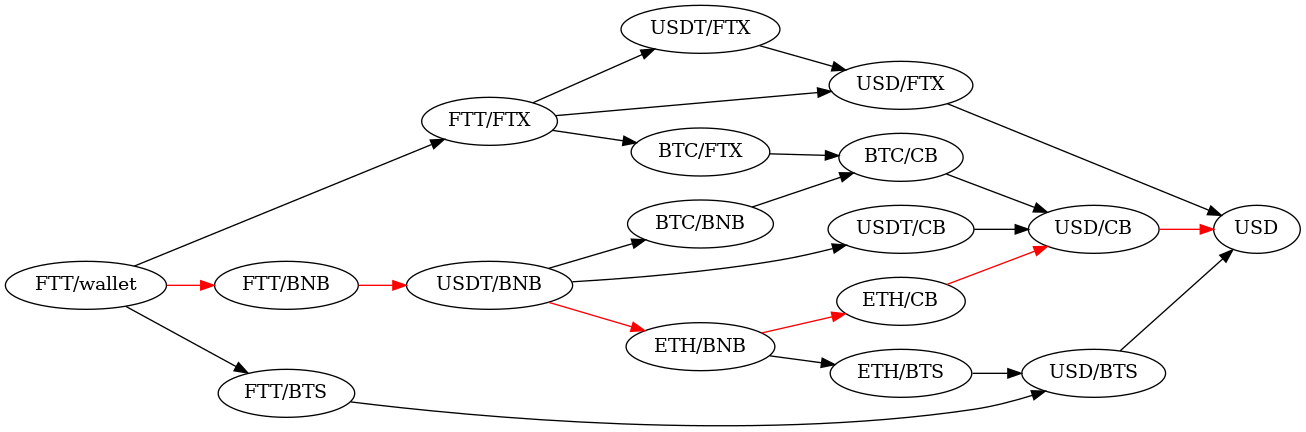 USDT/FTX
USD/FTX
FTT/FTX
BTC/FTX
BTC/CB
BTC/BNB
USDT/CB
USD/CB
USD
FTT/wallet
FTT/BNB
USDT/BNB
ETH/CB
ETH/BNB
ETH/BTS
USD/BTS
FTT/BTS